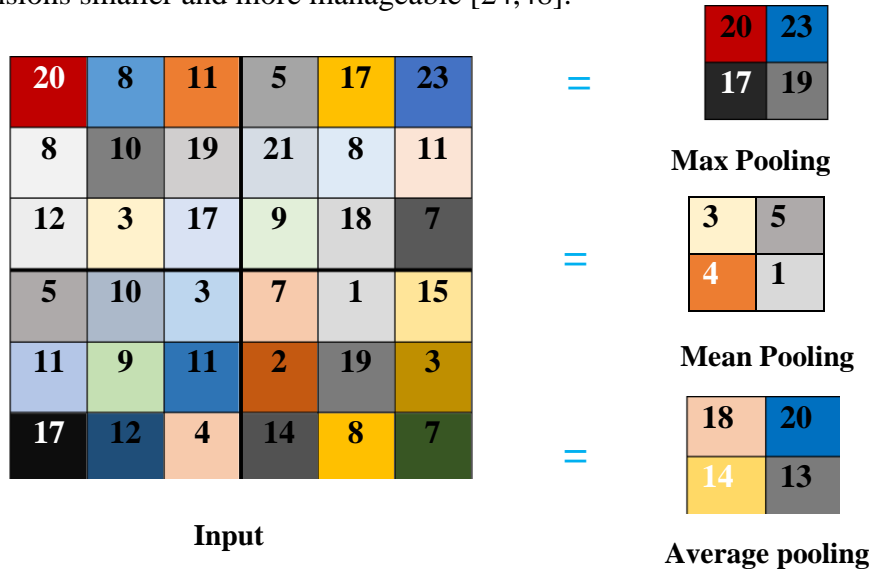 sions smaller and more manageable [24,48].
20 8 11 5 17 23
8 10 19 21 8 11
12 3 17 9 18 7
5 10 3 7 1 15
11 9 11 2 19 3
17 12 4 14 8 7
Input
=
20 23
17 19
Max Pooling
=
3 5
4 1
Mean Pooling
=
18 20
14 13
Average pooling